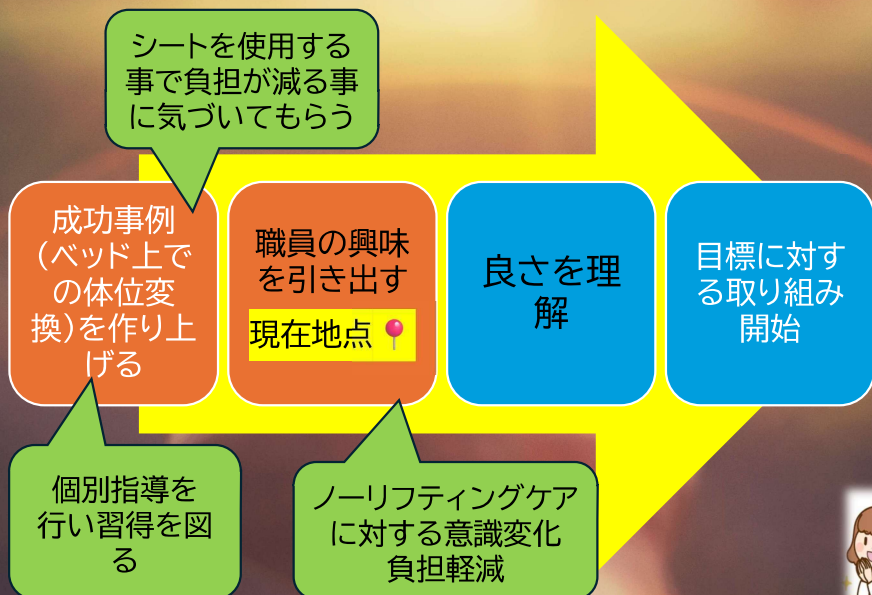 シートを使用する
事で負担が減る事
に気づいてもらう
成功事例
（ベッド上で
の体位変
換）を作り上
げる
職員の興味
を引き出す
現在地点📍
良さを理
解
目標に対す
る取り組み
開始
個別指導を
行い習得を図
る
ノーリフティングケア
に対する意識変化
負担軽減